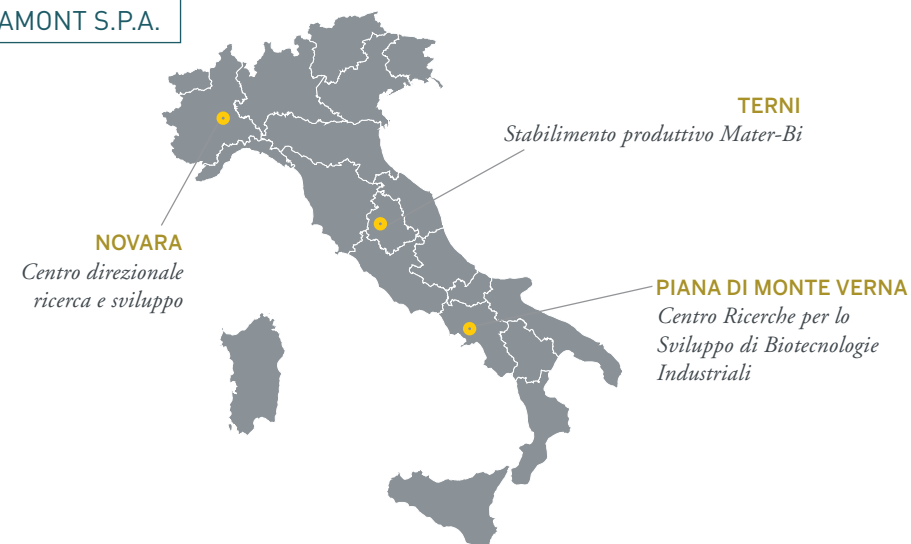 AMONT S.P.A.
TERNI
Stabilimento produttivo Mater-Bi
NOVARA
Centro direzionale
ricerca e sviluppo
PIANA DI MONTE VERNA
Centro Ricerche per lo
Sviluppo di Biotecnologie
Industriali